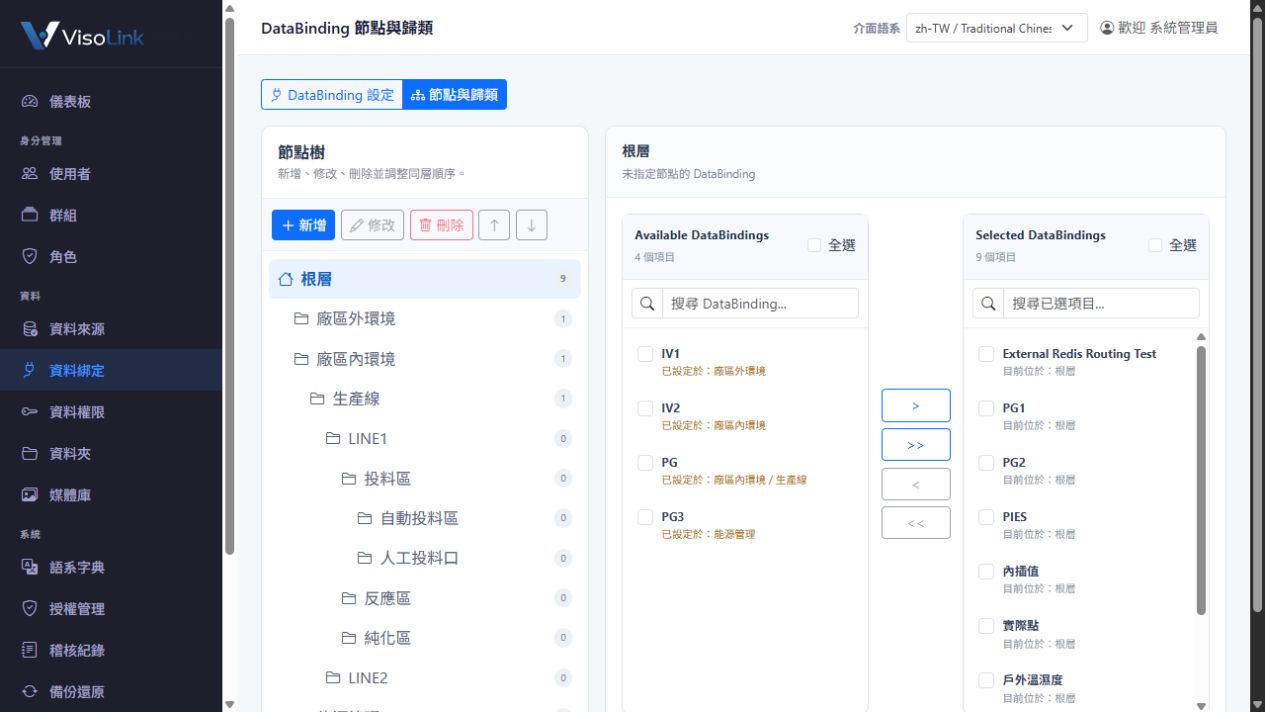 VisoLink
儀表板
身分管理
使用者
群組
角色
資料
資料來源
資料綁定
資料權限
資料夾
媒體庫
系統
語系字典
授權管理
稽核紀錄
備份還原
DataBinding 節點與歸類
介面語系
zh-TW / Traditional Chines
歡迎 系統管理員
DataBinding 設定
節點與歸類
節點樹
新增、修改、刪除並調整同層順序。
+ 新增
修改
刪除
↑
↓
根層 9
廠區外環境 1
廠區內環境 1
生產線 1
LINE1 0
投料區 0
自動投料區 0
人工投料口 0
反應區 0
純化區 0
LINE2 0
根層
未指定節點的 DataBinding
Available DataBindings
4 個項目
全選
搜尋 DataBinding...
IV1
已設定於：廠區外環境
IV2
已設定於：廠區內環境
PG
已設定於：廠區內環境 / 生產線
PG3
已設定於：能源管理
>
>>
<
<<
Selected DataBindings
9 個項目
全選
搜尋已選項目...
External Redis Routing Test
目前位於：根層
PG1
目前位於：根層
PG2
目前位於：根層
PIES
目前位於：根層
內插值
目前位於：根層
實際點
目前位於：根層
戶外溫濕度
目前位於：根層